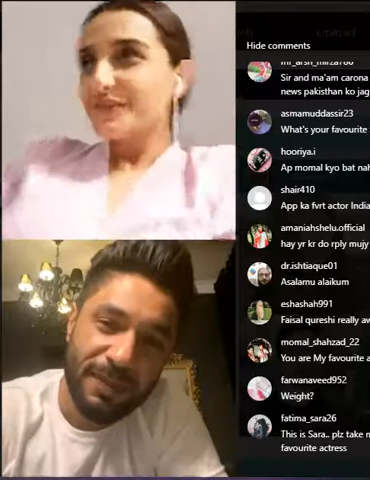 Hide comments
mr_arsh_mirza786
Sir and ma'am carona
news pakisthan ko jag
asmamuddassir23
What's your favourite
hooriya.i
Ap momal kyo bat nah
shair410
App ka fvrt actor India
amaniahshelu.official
hay yr kr do rply mujy
dr.ishtiaque01
Asalamu alaikum
eshashah991
Faisal qureshi really aw
momal_shahzad_22
You are My favourite a
farwanaveed952
Weight?
fatima_sara26
This is Sara.. plz take n
favourite actress